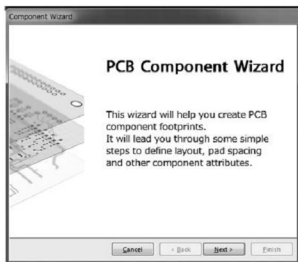 Component Wizard
PCB Component Wizard
This wizard will help you create PCB
component footprints.
It will lead you through some simple
steps to define layout, pad spacing
and other component attributes.
Cancel
< Back
Next >
Finish